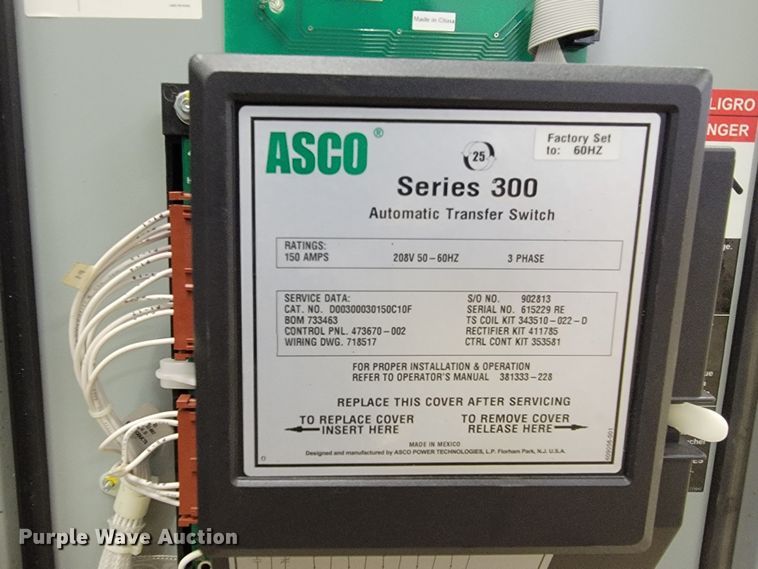 Made in China
ASCO®
25
Factory Set
to: 60HZ
LIGRO
NGER
Series 300
Automatic Transfer Switch
RATINGS:
150 AMPS 208V 50-60HZ 3 PHASE
SERVICE DATA:
CAT. NO. D00300030150C10F
BOM 733463
CONTROL PNL. 473670-002
WIRING DWG. 718517
S/O NO. 902813
SERIAL NO. 615229 RE
TS COIL KIT 343510-022-D
RECTIFIER KIT 411785
CTRL CONT KIT 353581
FOR PROPER INSTALLATION & OPERATION
REFER TO OPERATOR'S MANUAL 381333-228
REPLACE THIS COVER AFTER SERVICING
TO REPLACE COVER
INSERT HERE
TO REMOVE COVER
RELEASE HERE
MADE IN MEXICO
Designed and manufactured by ASCO POWER TECHNOLOGIES, L.P. Florham Park, N.J. U.S.A.
Purple Wave Auction